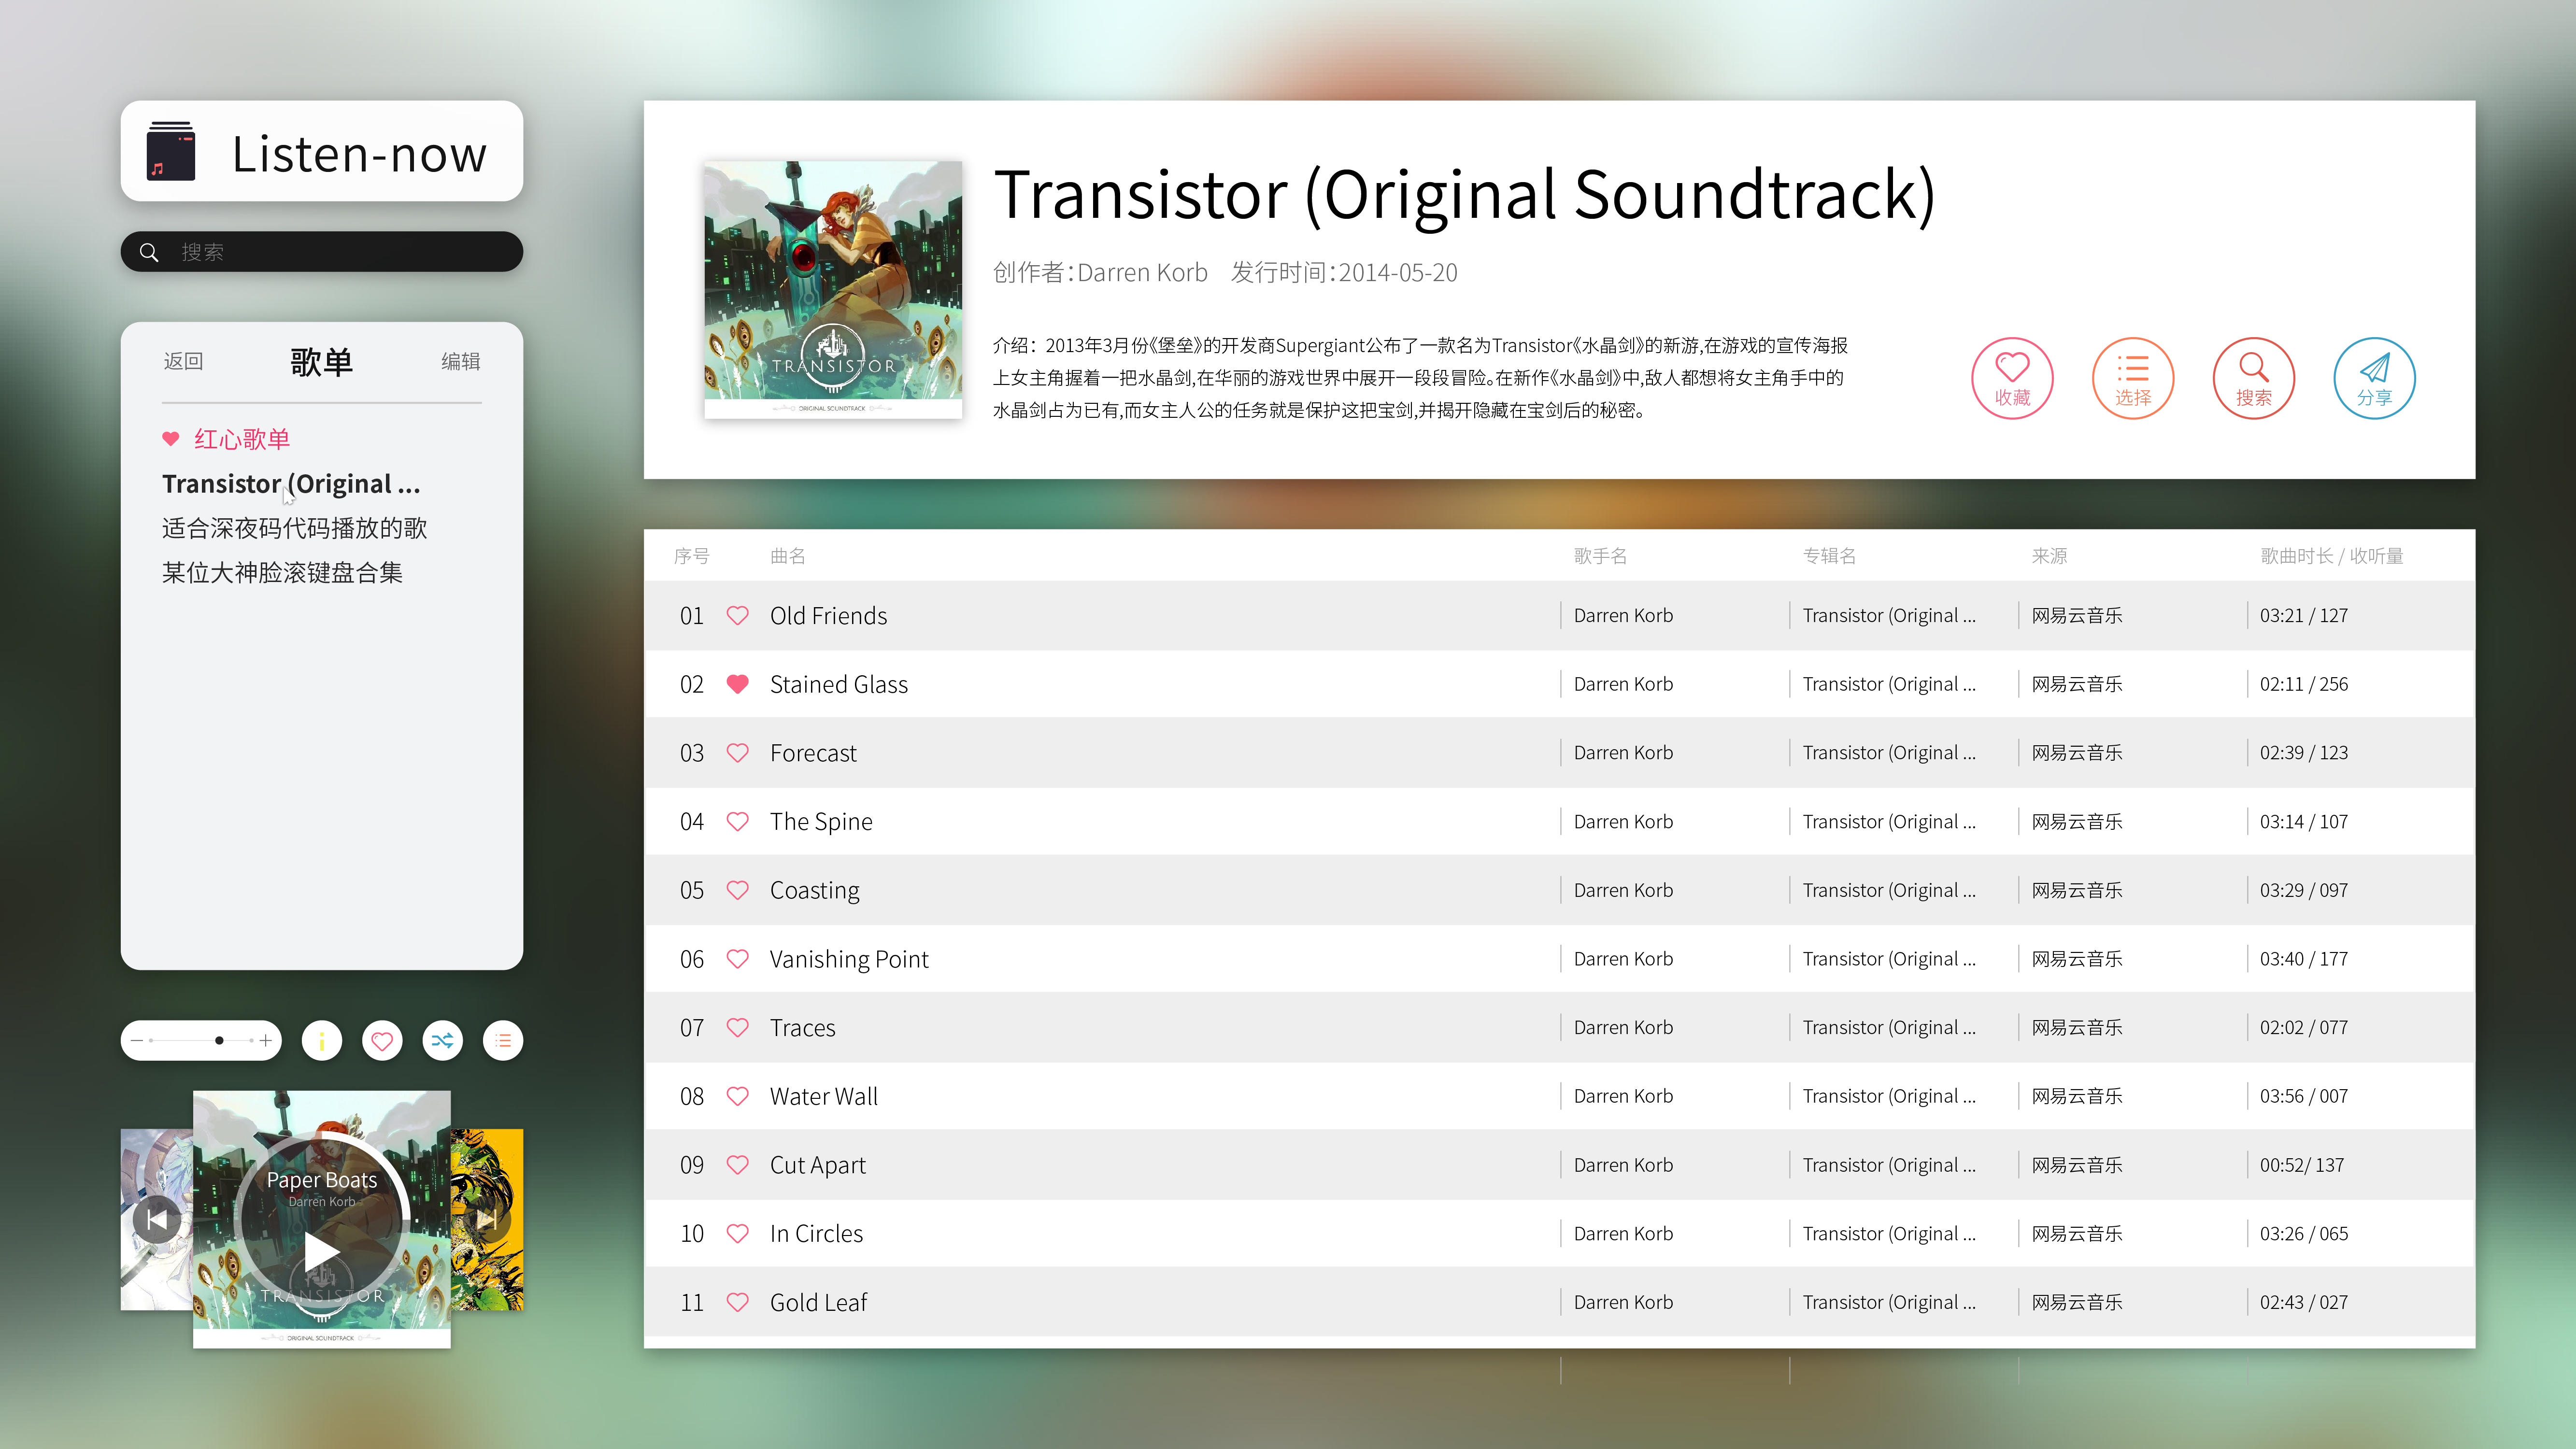 Listen-now
搜索
返回 歌单 编辑
红心歌单
Transistor (Original ...
适合深夜码代码播放的歌
某位大神脸滚键盘合集
Paper Boats
Darren Korb
TRANSISTOR
ORIGINAL SOUNDTRACK
TRANSISTOR
ORIGINAL SOUNDTRACK
Transistor (Original Soundtrack)
创作者:Darren Korb 发行时间:2014-05-20
介绍：2013年3月份《堡垒》的开发商Supergiant公布了一款名为Transistor《水晶剑》的新游,在游戏的宣传海报
上女主角握着一把水晶剑,在华丽的游戏世界中展开一段段冒险。在新作《水晶剑》中,敌人都想将女主角手中的
水晶剑占为已有,而女主人公的任务就是保护这把宝剑,并揭开隐藏在宝剑后的秘密。
收藏 选择 搜索 分享
序号 曲名 歌手名 专辑名 来源 歌曲时长 / 收听量
01 Old Friends Darren Korb Transistor (Original ... 网易云音乐 03:21 / 127
02 Stained Glass Darren Korb Transistor (Original ... 网易云音乐 02:11 / 256
03 Forecast Darren Korb Transistor (Original ... 网易云音乐 02:39 / 123
04 The Spine Darren Korb Transistor (Original ... 网易云音乐 03:14 / 107
05 Coasting Darren Korb Transistor (Original ... 网易云音乐 03:29 / 097
06 Vanishing Point Darren Korb Transistor (Original ... 网易云音乐 03:40 / 177
07 Traces Darren Korb Transistor (Original ... 网易云音乐 02:02 / 077
08 Water Wall Darren Korb Transistor (Original ... 网易云音乐 03:56 / 007
09 Cut Apart Darren Korb Transistor (Original ... 网易云音乐 00:52/ 137
10 In Circles Darren Korb Transistor (Original ... 网易云音乐 03:26 / 065
11 Gold Leaf Darren Korb Transistor (Original ... 网易云音乐 02:43 / 027